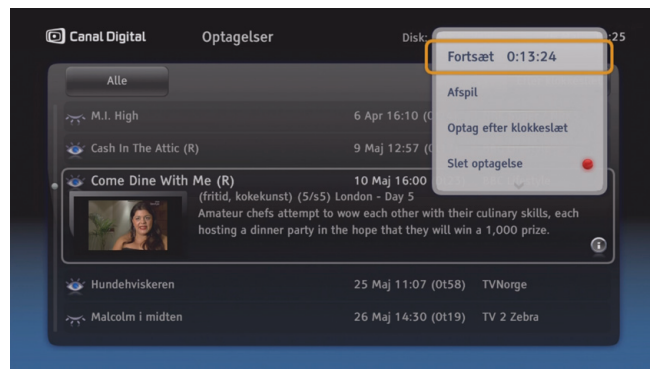 Canal Digital
Optagelser
Disk:
:25
Fortsæt 0:13:24
Alle
Afspil
M.I. High 6 Apr 16:10 (0
Optag efter klokkeslæt
Cash In The Attic (R) 9 Maj 12:57 (0
Slet optagelse
Come Dine With Me (R) 10 Maj 16:00
(fritid, kokekunst) (5/s5) London - Day 5
Amateur chefs attempt to wow each other with their culinary skills, each
hosting a dinner party in the hope that they will win a 1,000 prize.
Hundehviskeren 25 Maj 11:07 (0t58) TVNorge
Malcolm i midten 26 Maj 14:30 (0t19) TV 2 Zebra